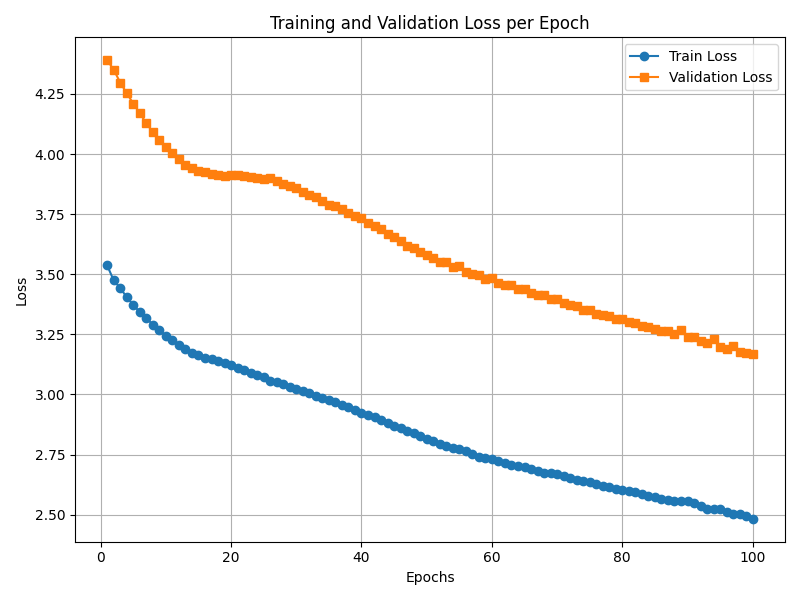 Training and Validation Loss per Epoch
Train Loss
Validation Loss
Loss
4.25
4.00
3.75
3.50
3.25
3.00
2.75
2.50
0 20 40 60 80 100
Epochs